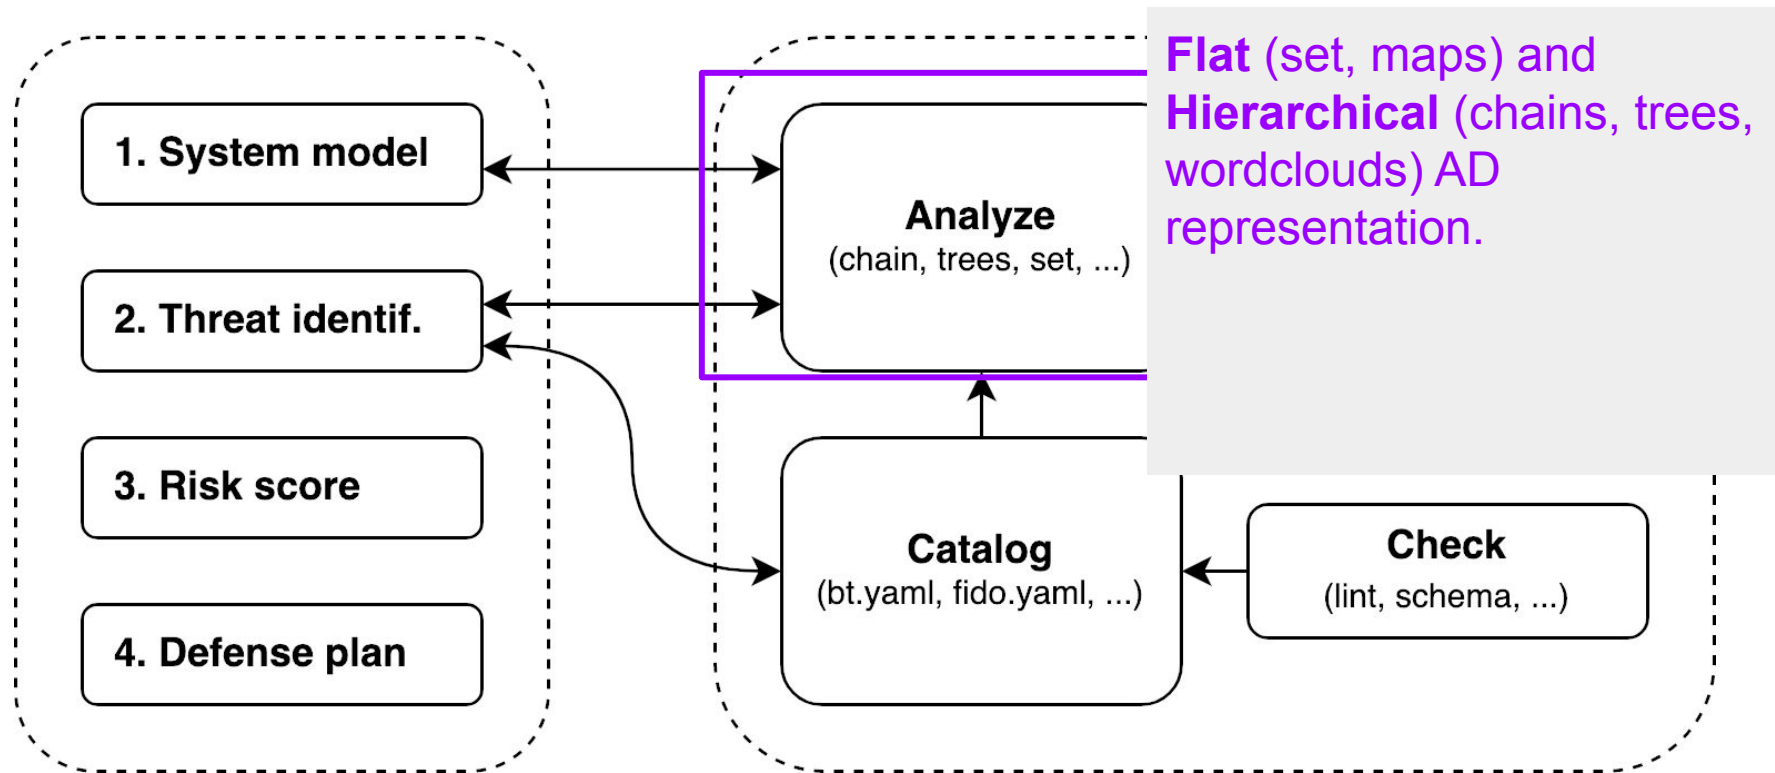 1. System model
2. Threat identif.
3. Risk score
4. Defense plan
Analyze
(chain, trees, set, ...)
Flat (set, maps) and
Hierarchical (chains, trees,
wordclouds) AD
representation.
Catalog
(bt.yaml, fido.yaml, ...)
Check
(lint, schema, ...)